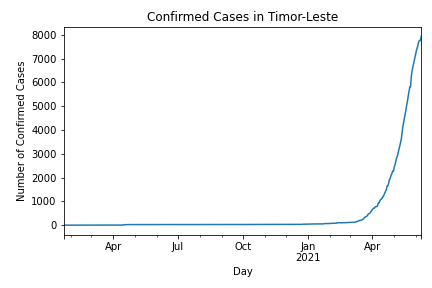 Confirmed Cases in Timor-Leste
Number of Confirmed Cases
8000
7000
6000
5000
4000
3000
2000
1000
0
Apr
Jul
Oct
Jan
2021
Apr
Day